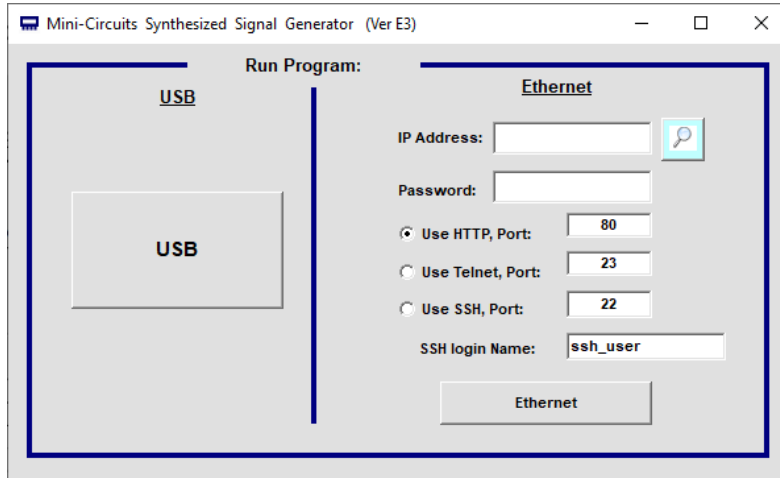 Mini-Circuits Synthesized Signal Generator (Ver E3)
Run Program:
USB
USB
Ethernet
IP Address:
Password:
Use HTTP, Port: 80
Use Telnet, Port: 23
Use SSH, Port: 22
SSH login Name: ssh_user
Ethernet